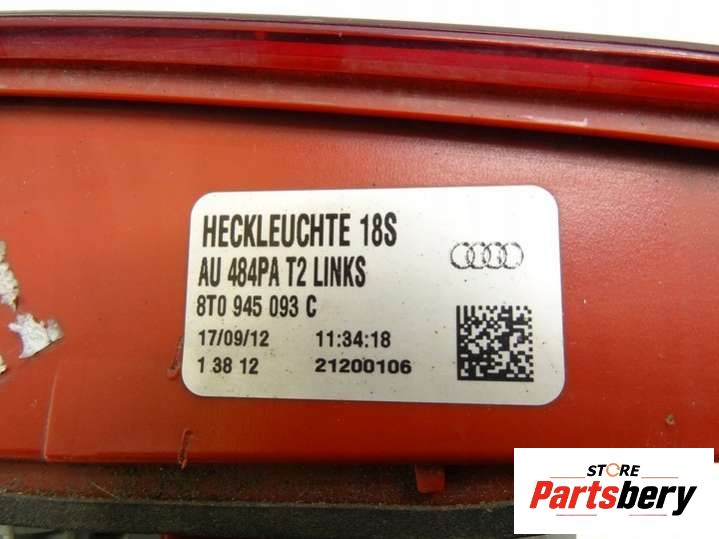 HECKLEUCHTE 18S
AU 484PA T2 LINKS
8T0 945 093 C
17/09/12 11:34:18
1 38 12 21200106
STORE
Partsbery